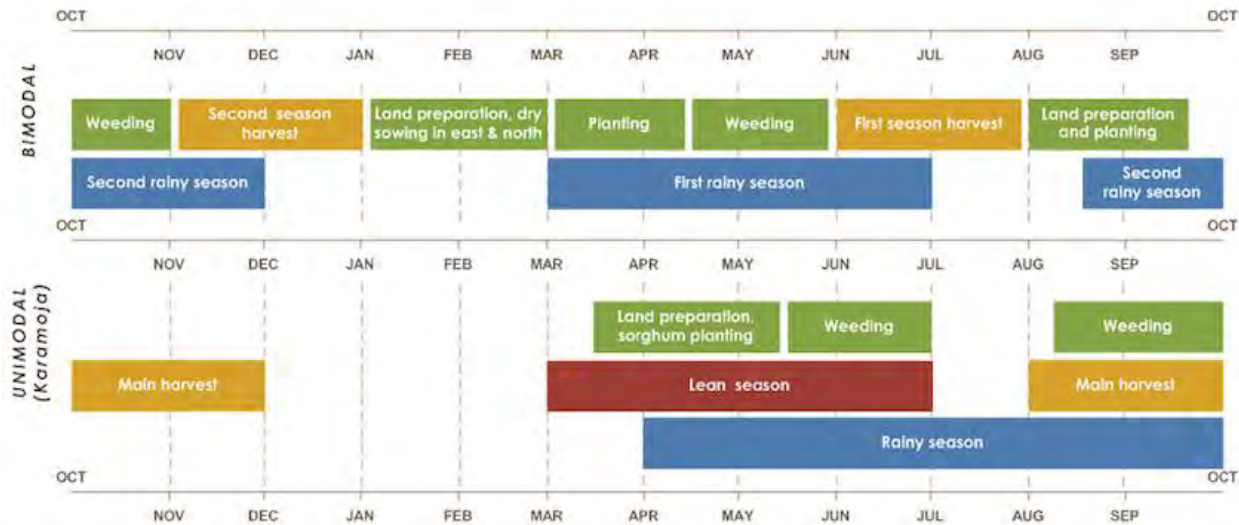 OCT OCT
NOV DEC JAN FEB MAR APR MAY JUN JUL AUG SEP
BIMODAL
Weeding
Second season
harvest
Land preparation, dry
sowing in east & north
Planting
Weeding
First season harvest
Land preparation
and planting
Second rainy season
First rainy season
Second
rainy season
OCT OCT
NOV DEC JAN FEB MAR APR MAY JUN JUL AUG SEP
UNIMODAL
(Karamoja)
Land preparation,
sorghum planting
Weeding
Weeding
Main harvest
Lean season
Main harvest
Rainy season
OCT OCT
NOV DEC JAN FEB MAR APR MAY JUN JUL AUG SEP